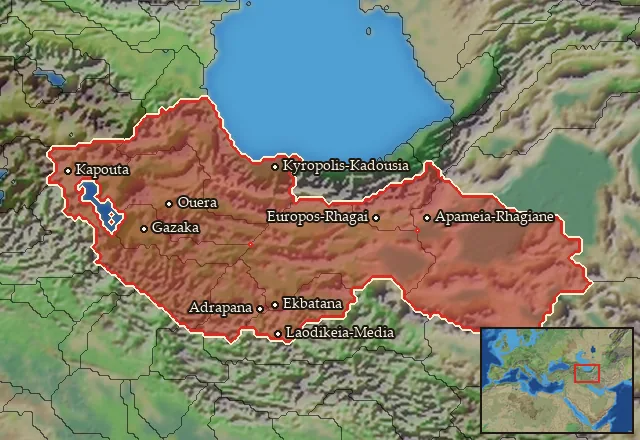 Kyropolis-Kadousia
Kapouta
Ouera
Europos-Rhagai
Apameia-Rhagiane
Gazaka
Adrapana
Ekbatana
Laodikeia-Media